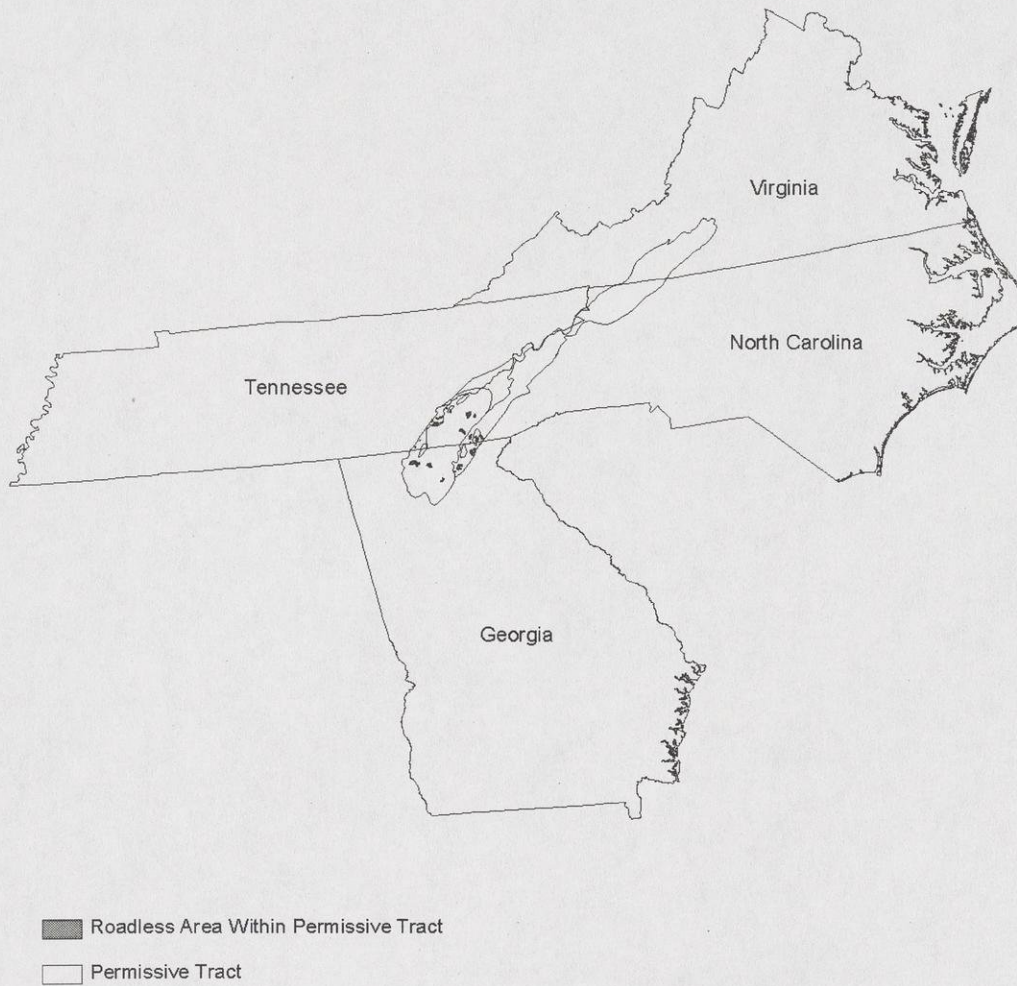 Virginia
North Carolina
Tennessee
Georgia
Roadless Area Within Permissive Tract
Permissive Tract